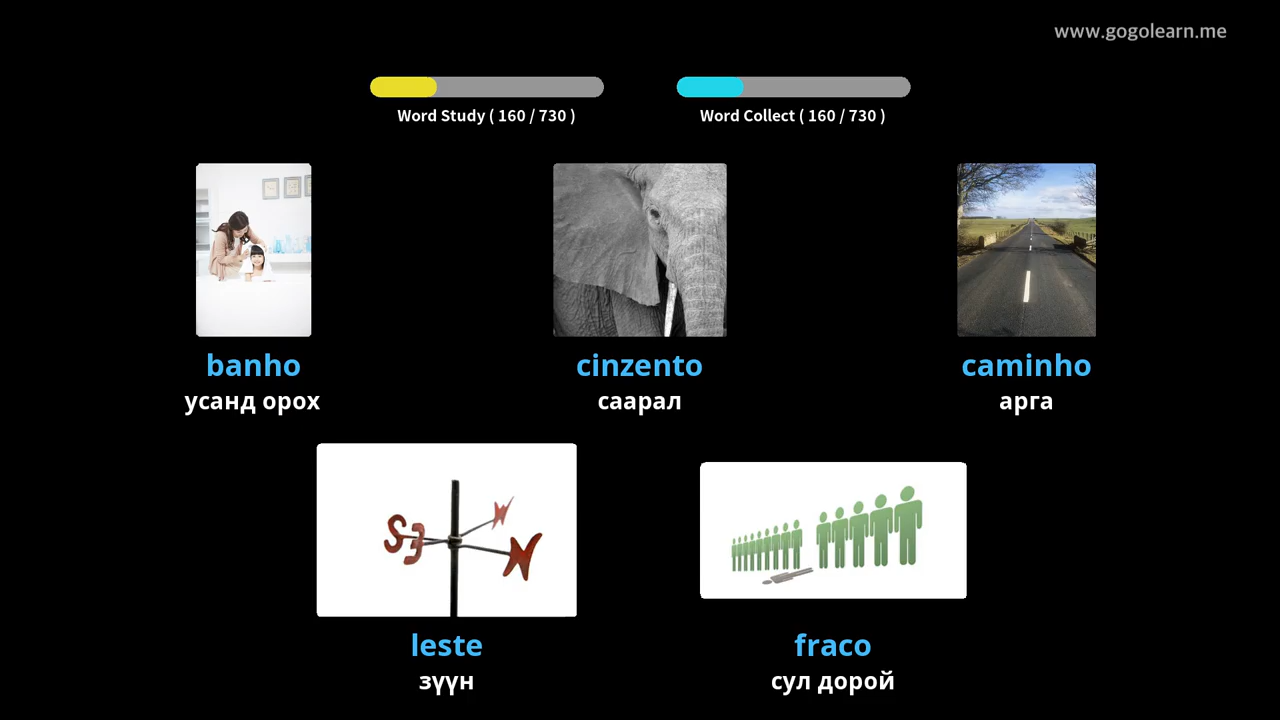 www.gogolearn.me
Word Study ( 160 / 730 )
Word Collect ( 160 / 730 )
banho
усанд орох
cinzento
саарал
caminho
арга
S E N
leste
зүүн
fraco
сул дорой